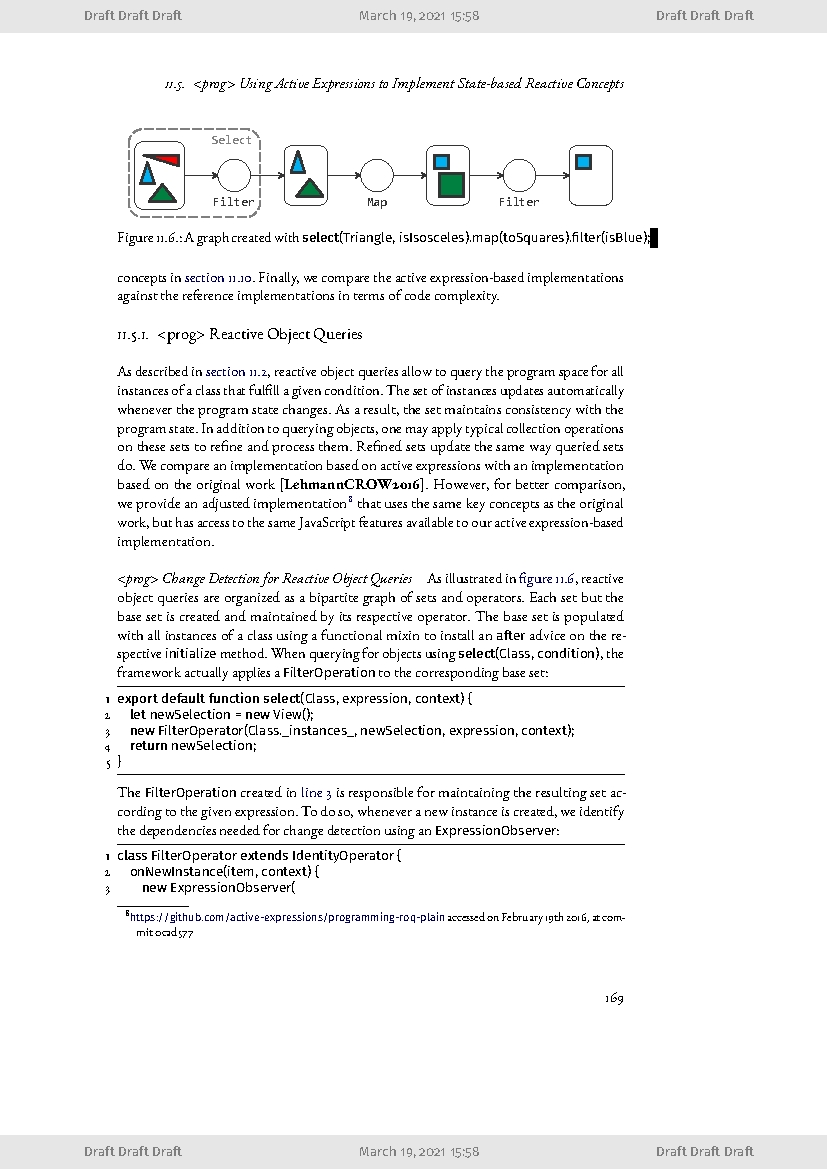 Draft Draft Draft March 19, 2021 15:58 Draft Draft Draft
11.5. <prog> Using Active Expressions to Implement State-based Reactive Concepts
Select
Filter Map Filter
Figure 11.6.: A graph created with select(Triangle, isIsosceles).map(toSquares).filter(isBlue);
concepts in section 11.10. Finally, we compare the active expression-based implementations
against the reference implementations in terms of code complexity.
11.5.1. <prog> Reactive Object Queries
As described in section 11.2, reactive object queries allow to query the program space for all
instances of a class that fulfill a given condition. The set of instances updates automatically
whenever the program state changes. As a result, the set maintains consistency with the
program state. In addition to querying objects, one may apply typical collection operations
on these sets to refine and process them. Refined sets update the same way queried sets
do. We compare an implementation based on active expressions with an implementation
based on the original work [LehmannCROW2016]. However, for better comparison,
we provide an adjusted implementation8 that uses the same key concepts as the original
work, but has access to the same JavaScript features available to our active expression-based
implementation.
<prog> Change Detection for Reactive Object Queries As illustrated in figure 11.6, reactive
object queries are organized as a bipartite graph of sets and operators. Each set but the
base set is created and maintained by its respective operator. The base set is populated
with all instances of a class using a functional mixin to install an after advice on the re-
spective initialize method. When querying for objects using select(Class, condition), the
framework actually applies a FilterOperation to the corresponding base set:
1 export default function select(Class, expression, context) {
2 let newSelection = new View();
3 new FilterOperator(Class._instances_, newSelection, expression, context);
4 return newSelection;
5 }
The FilterOperation created in line 3 is responsible for maintaining the resulting set ac-
cording to the given expression. To do so, whenever a new instance is created, we identify
the dependencies needed for change detection using an ExpressionObserver:
1 class FilterOperator extends IdentityOperator {
2 onNewInstance(item, context) {
3 new ExpressionObserver(
8https://github.com/active-expressions/programming-roq-plain accessed on February 19th 2016, at com-
mit 0cad577
169
Draft Draft Draft March 19, 2021 15:58 Draft Draft Draft